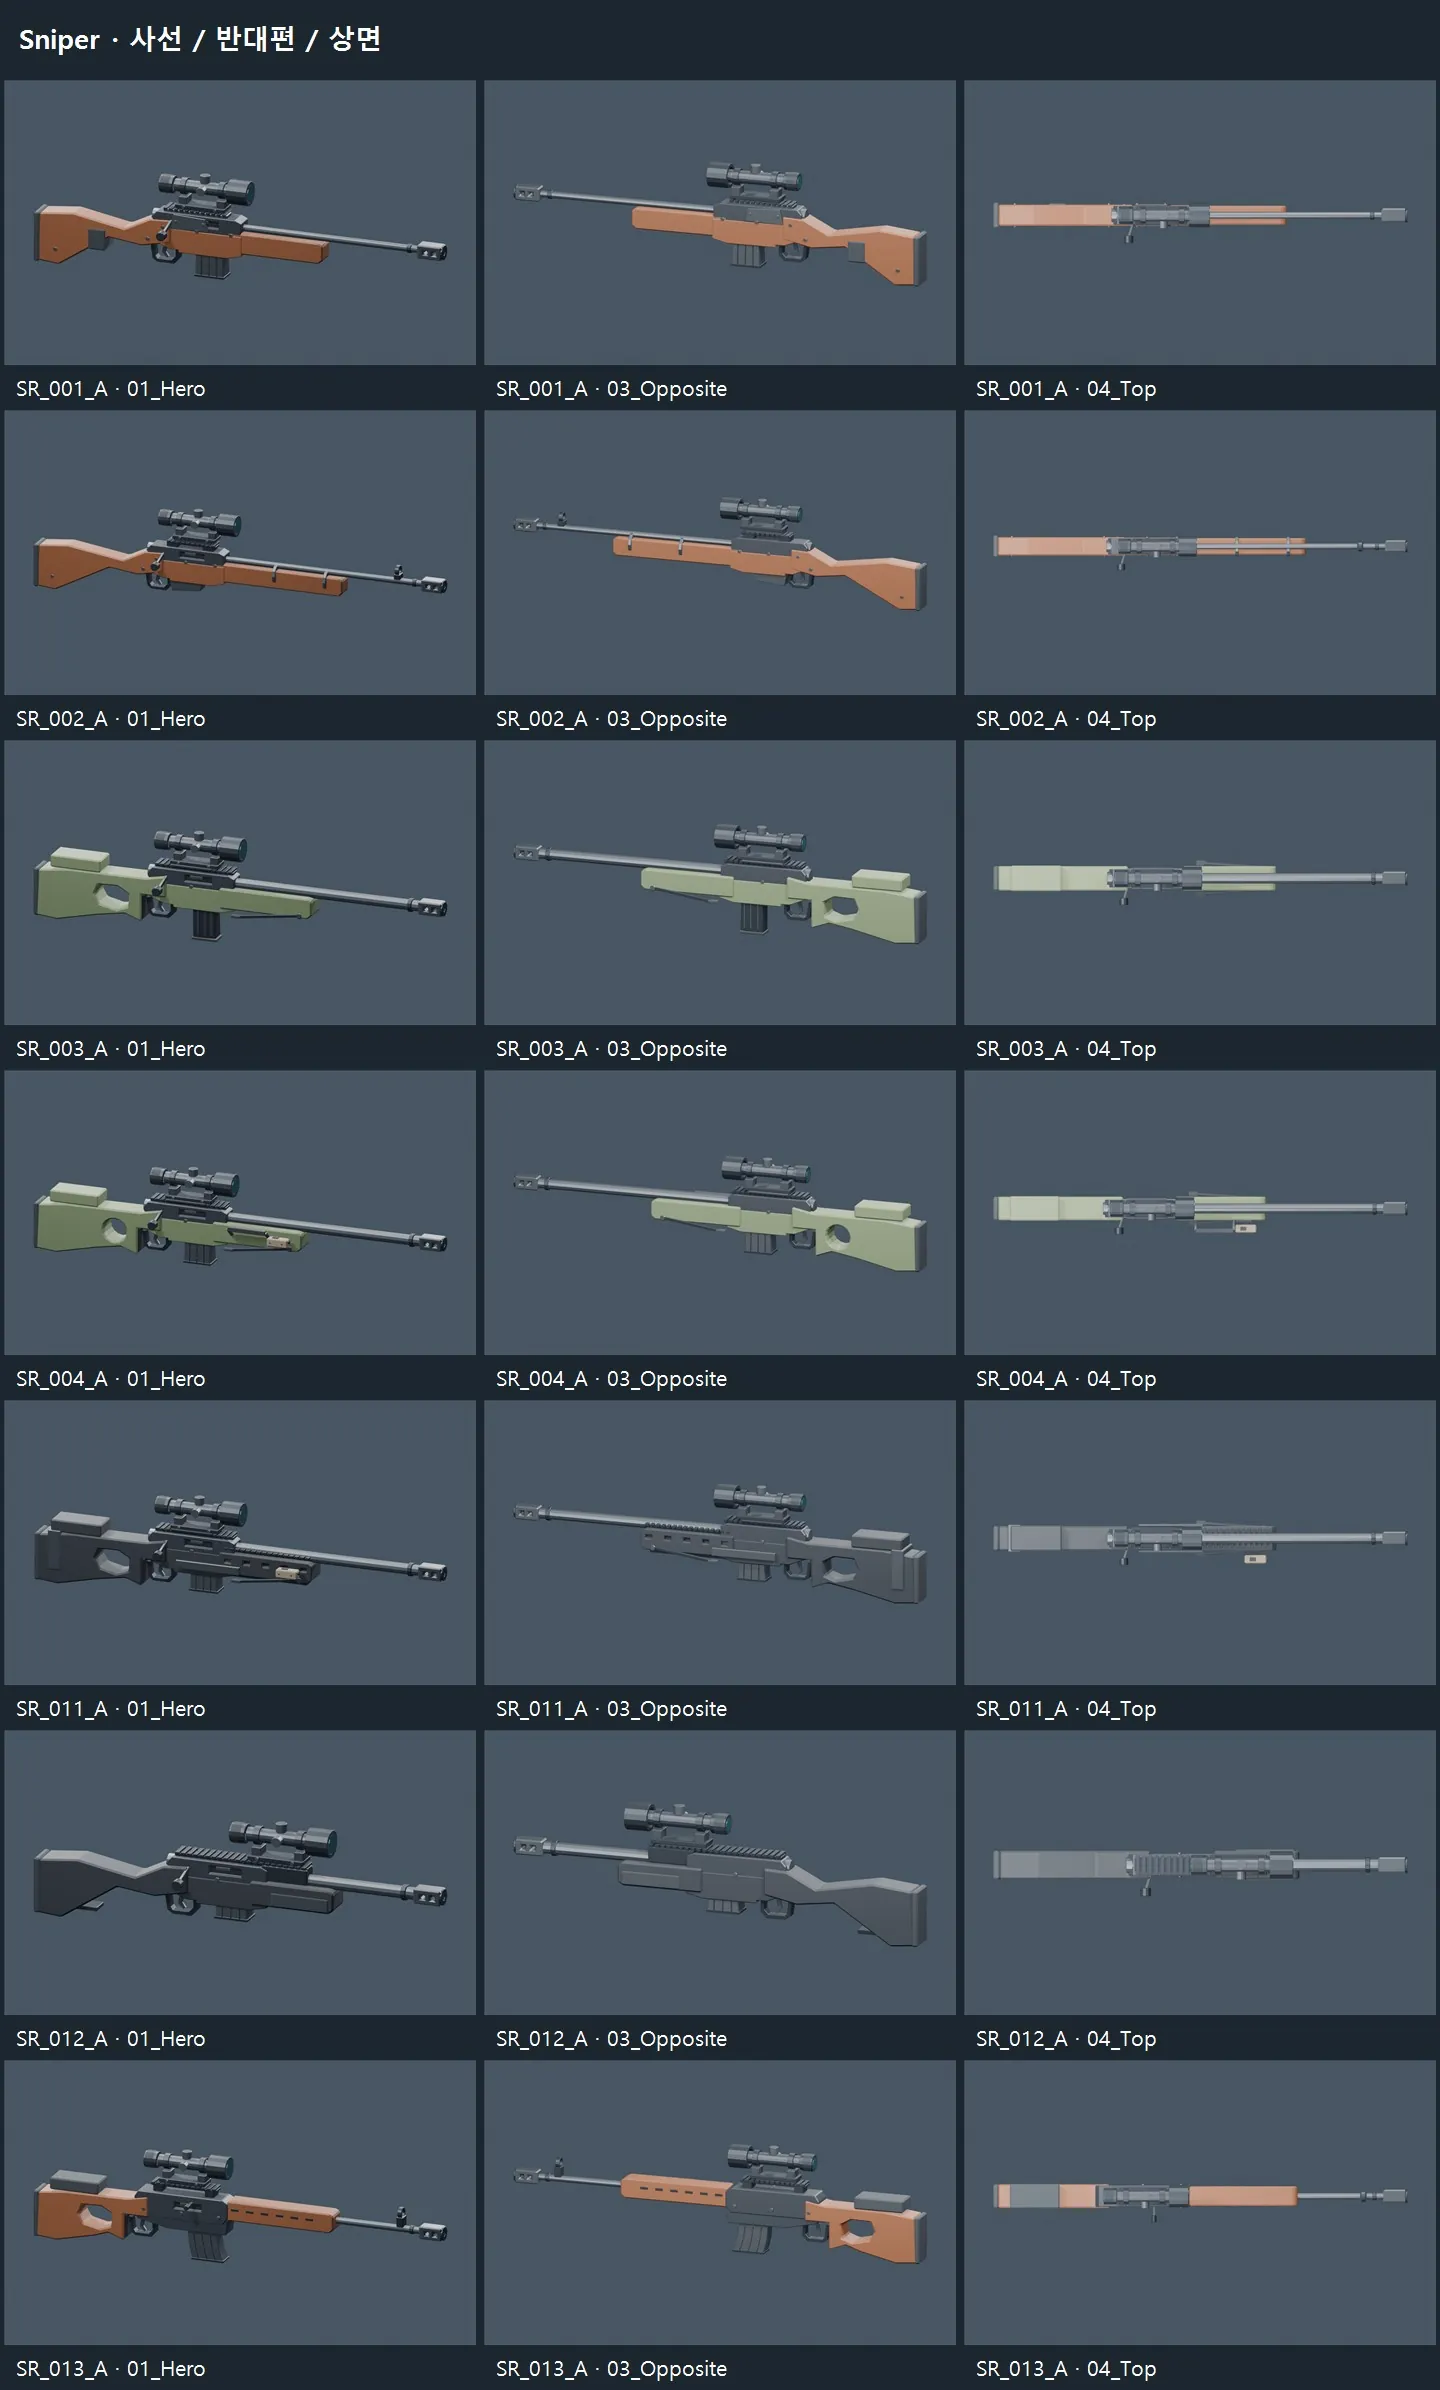 Sniper · 사선 / 반대편 / 상면
SR_001_A · 01_Hero
SR_001_A · 03_Opposite
SR_001_A · 04_Top
SR_002_A · 01_Hero
SR_002_A · 03_Opposite
SR_002_A · 04_Top
SR_003_A · 01_Hero
SR_003_A · 03_Opposite
SR_003_A · 04_Top
SR_004_A · 01_Hero
SR_004_A · 03_Opposite
SR_004_A · 04_Top
SR_011_A · 01_Hero
SR_011_A · 03_Opposite
SR_011_A · 04_Top
SR_012_A · 01_Hero
SR_012_A · 03_Opposite
SR_012_A · 04_Top
SR_013_A · 01_Hero
SR_013_A · 03_Opposite
SR_013_A · 04_Top